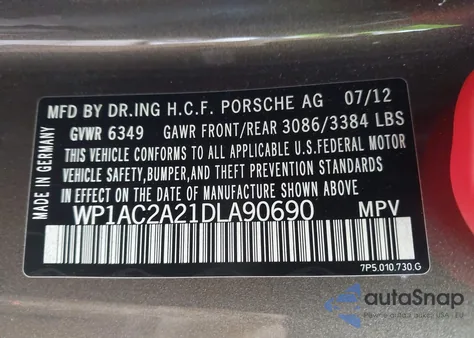 MFD BY DR.ING H.C.F. PORSCHE AG 07/12
GVWR 6349 GAWR FRONT/REAR 3086/3384 LBS
THIS VEHICLE CONFORMS TO ALL APPLICABLE U.S.FEDERAL MOTOR
VEHICLE SAFETY,BUMPER,AND THEFT PREVENTION STANDARDS
IN EFFECT ON THE DATE OF MANUFACTURE SHOWN ABOVE
WP1AC2A21DLA90690 MPV
7P5.010.730.G
MADE IN GERMANY
autoSnap